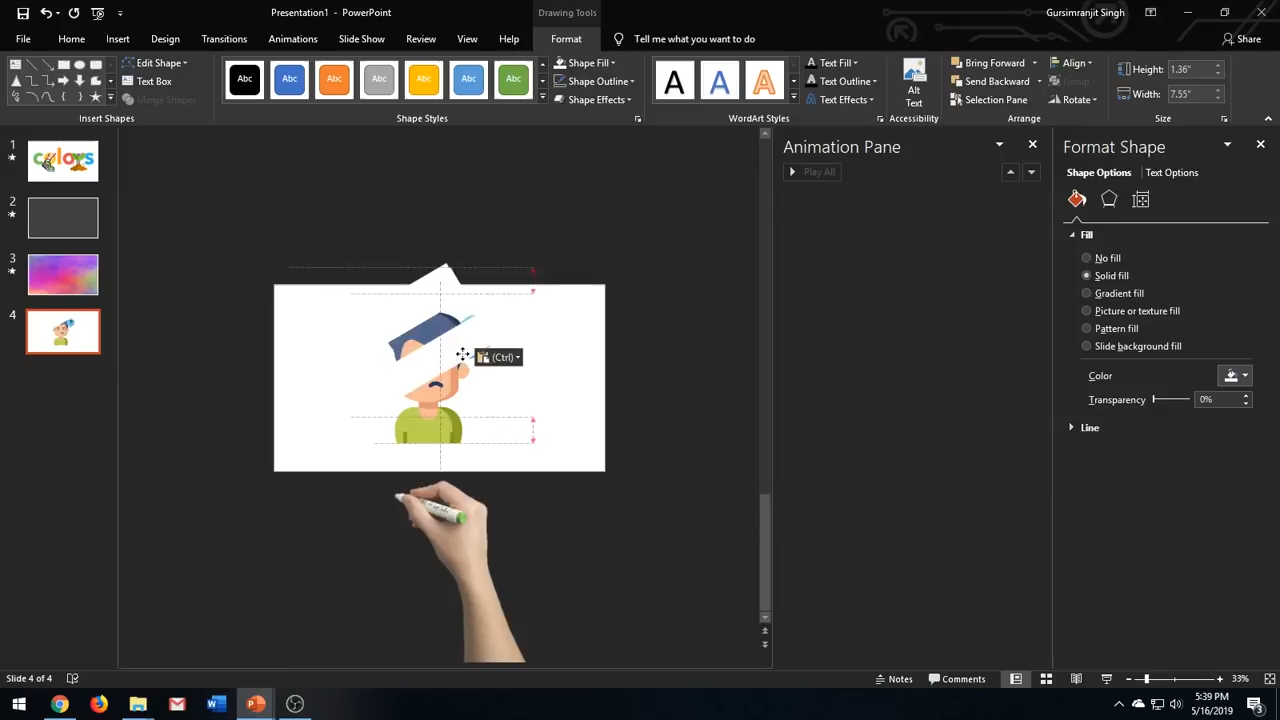 Presentation1 - PowerPoint
Drawing Tools
Gursimranjit Singh
File
Home
Insert
Design
Transitions
Animations
Slide Show
Review
View
Help
Format
Tell me what you want to do
Share
Edit Shape
Text Box
Merge Shapes
Insert Shapes
Abc
Abc
Abc
Abc
Abc
Abc
Abc
Shape Fill
Shape Outline
Shape Effects
Shape Styles
A
A
A
Text Fill
Text Outline
Text Effects
WordArt Styles
Alt
Text
Accessibility
Bring Forward
Send Backward
Selection Pane
Align
Group
Rotate
Arrange
Height: 1.36"
Width: 7.55"
Size
1
colors
2
3
4
(Ctrl)
Animation Pane
Play All
Format Shape
Shape Options
Text Options
Fill
No fill
Solid fill
Gradient fill
Picture or texture fill
Pattern fill
Slide background fill
Color
Transparency
0%
Line
Slide 4 of 4
Notes
Comments
33%
5:39 PM
5/16/2019